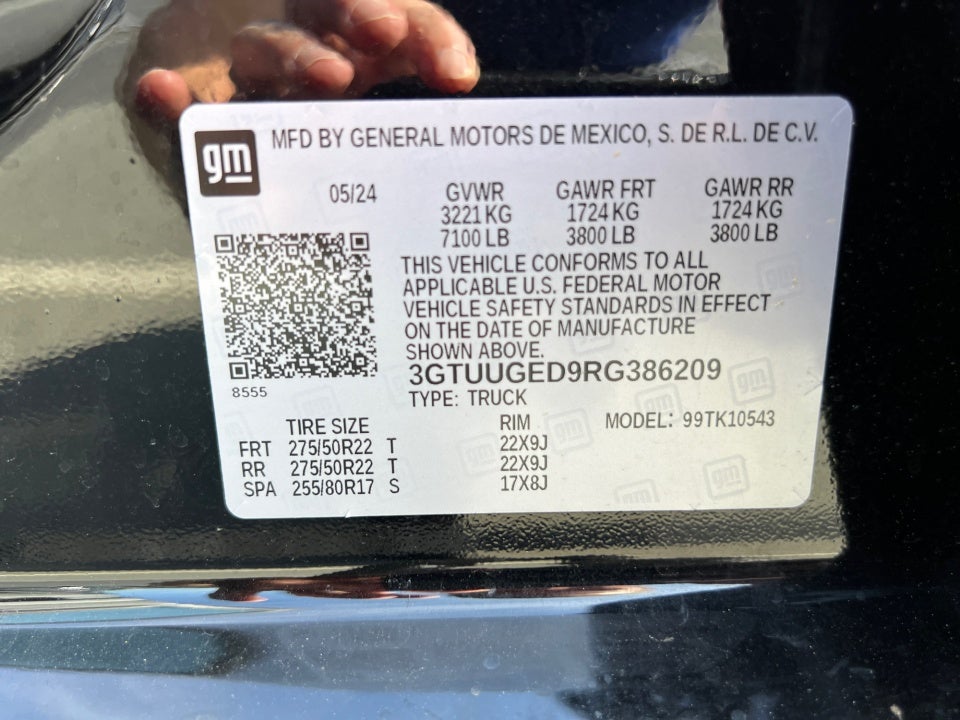 gm MFD BY GENERAL MOTORS DE MEXICO, S. DE R.L. DE C.V.
05/24 GVWR GAWR FRT GAWR RR
3221 KG 1724 KG 1724 KG
7100 LB 3800 LB 3800 LB
THIS VEHICLE CONFORMS TO ALL
APPLICABLE U.S. FEDERAL MOTOR
VEHICLE SAFETY STANDARDS IN EFFECT
ON THE DATE OF MANUFACTURE
SHOWN ABOVE.
3GTUUGED9RG386209
8555
TYPE: TRUCK
TIRE SIZE RIM MODEL: 99TK10543
FRT 275/50R22 T 22X9J
RR 275/50R22 T 22X9J
SPA 255/80R17 S 17X8J